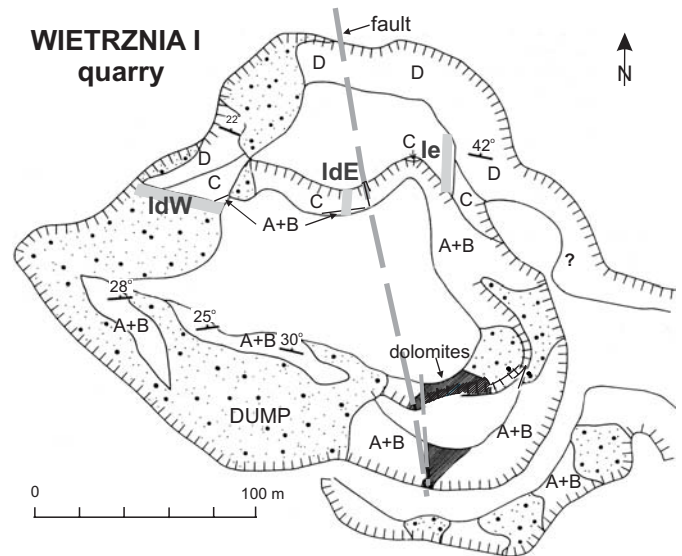 WIETRZNIA I
quarry
fault
N
D
D
22°
D
C
IdE
Ie
42°
D
C
IdW
A+B
C
C
A+B
?
28°
A+B
25°
A+B
30°
dolomites
DUMP
A+B
A+B
A+B
0
100 m